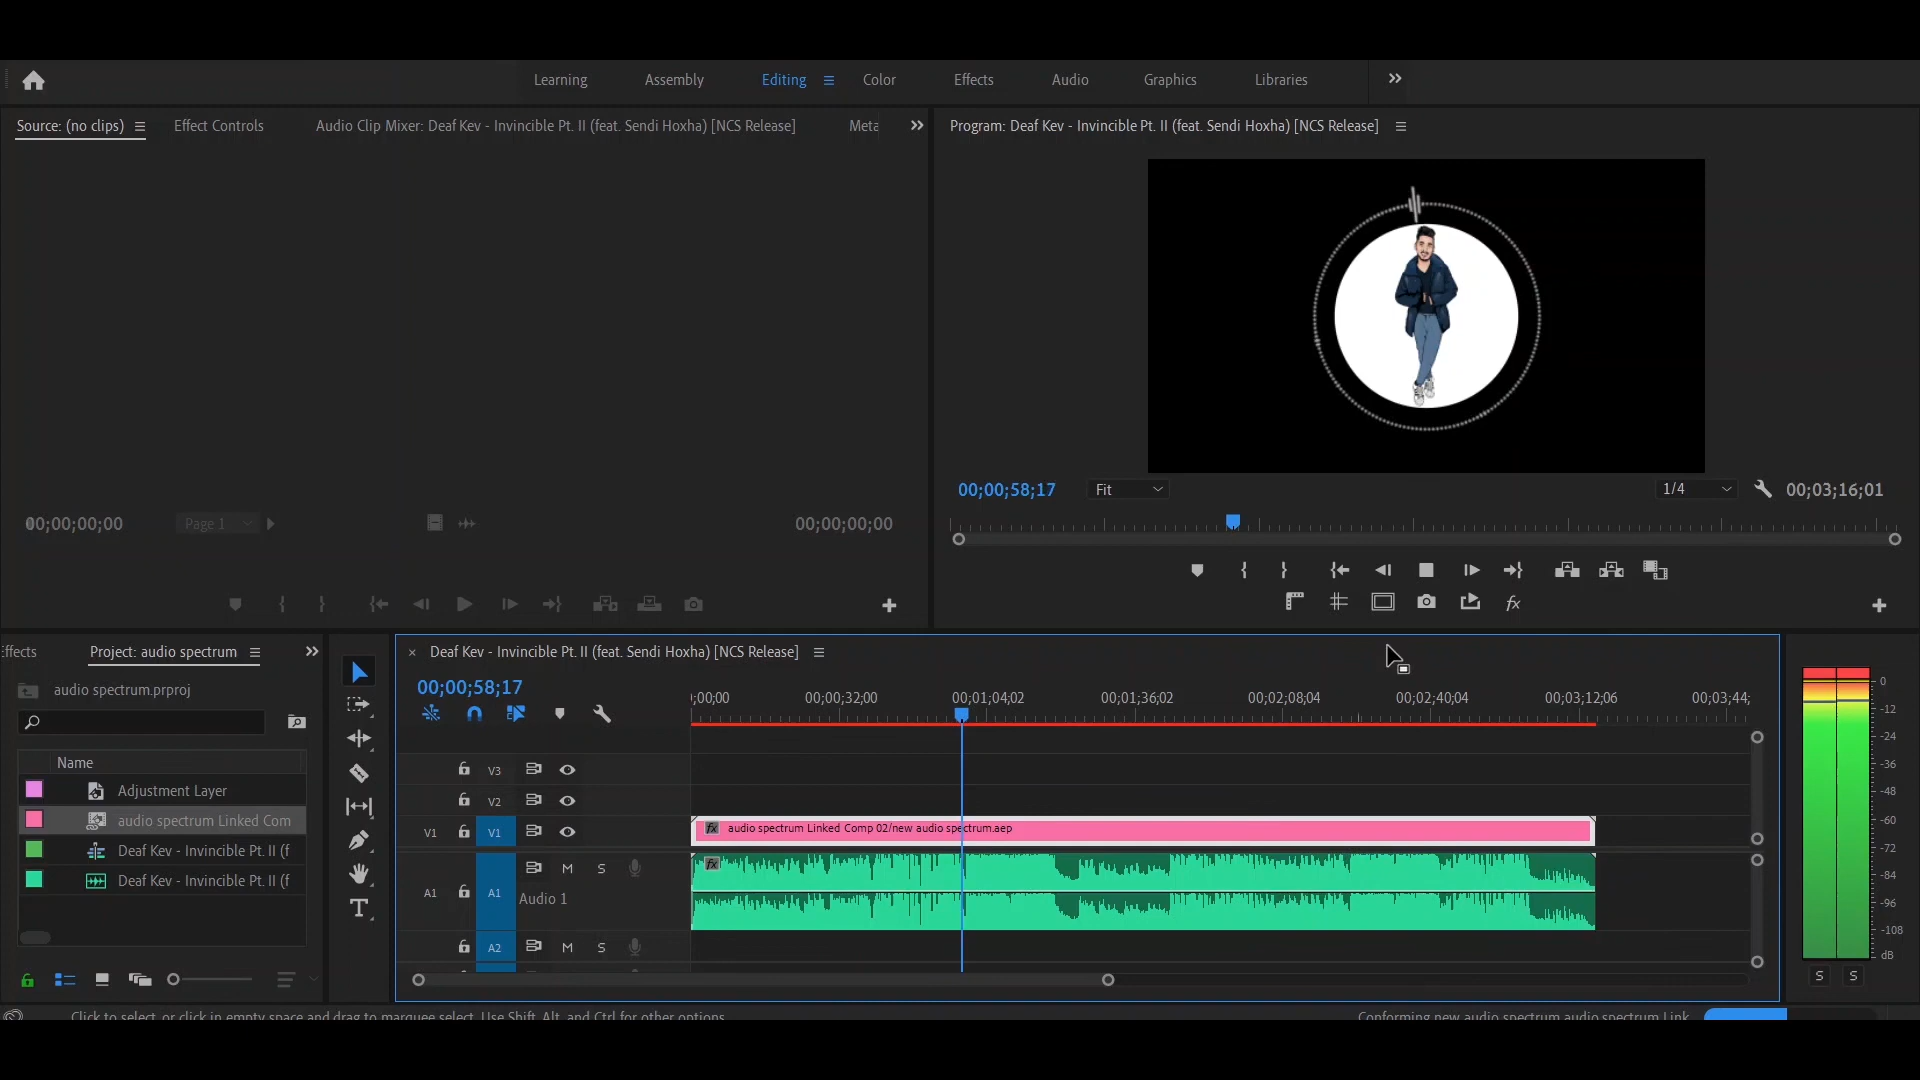 Learning Assembly Editing Color Effects Audio Graphics Libraries
Source: (no clips) Effect Controls Audio Clip Mixer: Deaf Kev - Invincible Pt. II (feat. Sendi Hoxha) [NCS Release] Meta
Program: Deaf Kev - Invincible Pt. II (feat. Sendi Hoxha) [NCS Release]
00;00;58;17 Fit 1/4 00;03;16;01
00;00;00;00 Page 1 00;00;00;00
ffects Project: audio spectrum
audio spectrum.prproj
Name
Adjustment Layer
audio spectrum Linked Com
Deaf Kev - Invincible Pt. II (f
Deaf Kev - Invincible Pt. II (f
× Deaf Kev - Invincible Pt. II (feat. Sendi Hoxha) [NCS Release]
00;00;58;17
;00;00 00;00;32;00 00;01;04;02 00;01;36;02 00;02;08;04 00;02;40;04 00;03;12;06 00;03;44;
V3
V2
V1 V1 fx audio spectrum Linked Comp 02/new audio spectrum.aep
M S fx
A1 A1 Audio 1
A2 M S
0
-12
-24
-36
-48
-60
-72
-84
-96
-108
dB
S S
Click to select, or click in empty space and drag to marquee select. Use Shift, Alt, and Ctrl for other options.
Conforming new audio spectrum audio spectrum Link